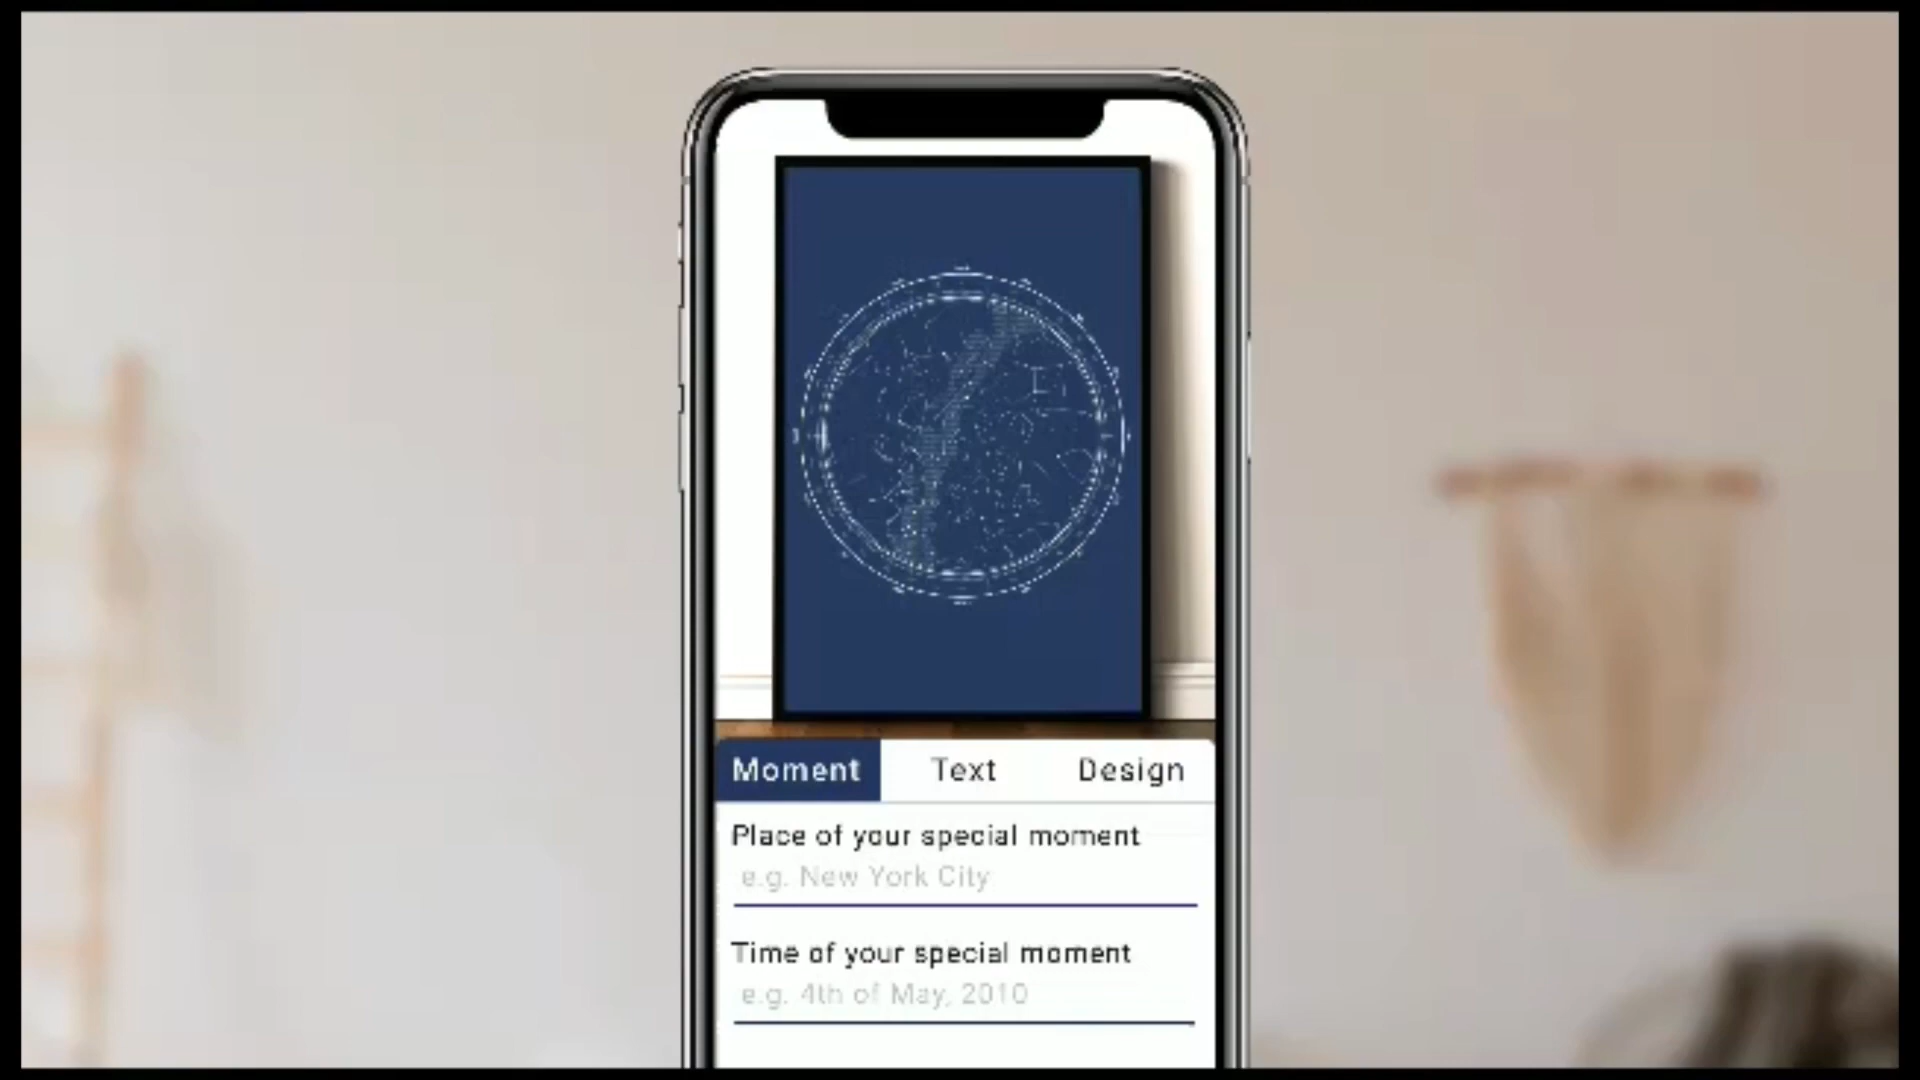 Moment Text Design
Place of your special moment
e.g. New York City
Time of your special moment
e.g. 4th of May, 2010